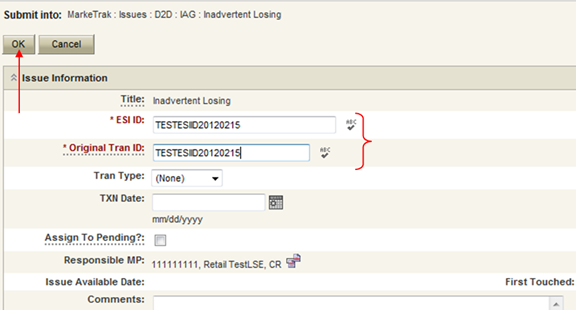 Submit into: MarkeTrak : Issues : D2D : IAG : Inadvertent Losing
OK Cancel
Issue Information
Title: Inadvertent Losing
* ESI ID: TESTESIID20120215 ABC
* Original Tran ID: TESTESIID20120215 ABC
Tran Type: (None)
TXN Date:
mm/dd/yyyy
Assign To Pending?:
Responsible MP: 111111111, Retail TestLSE, CR
Issue Available Date: First Touched:
Comments: